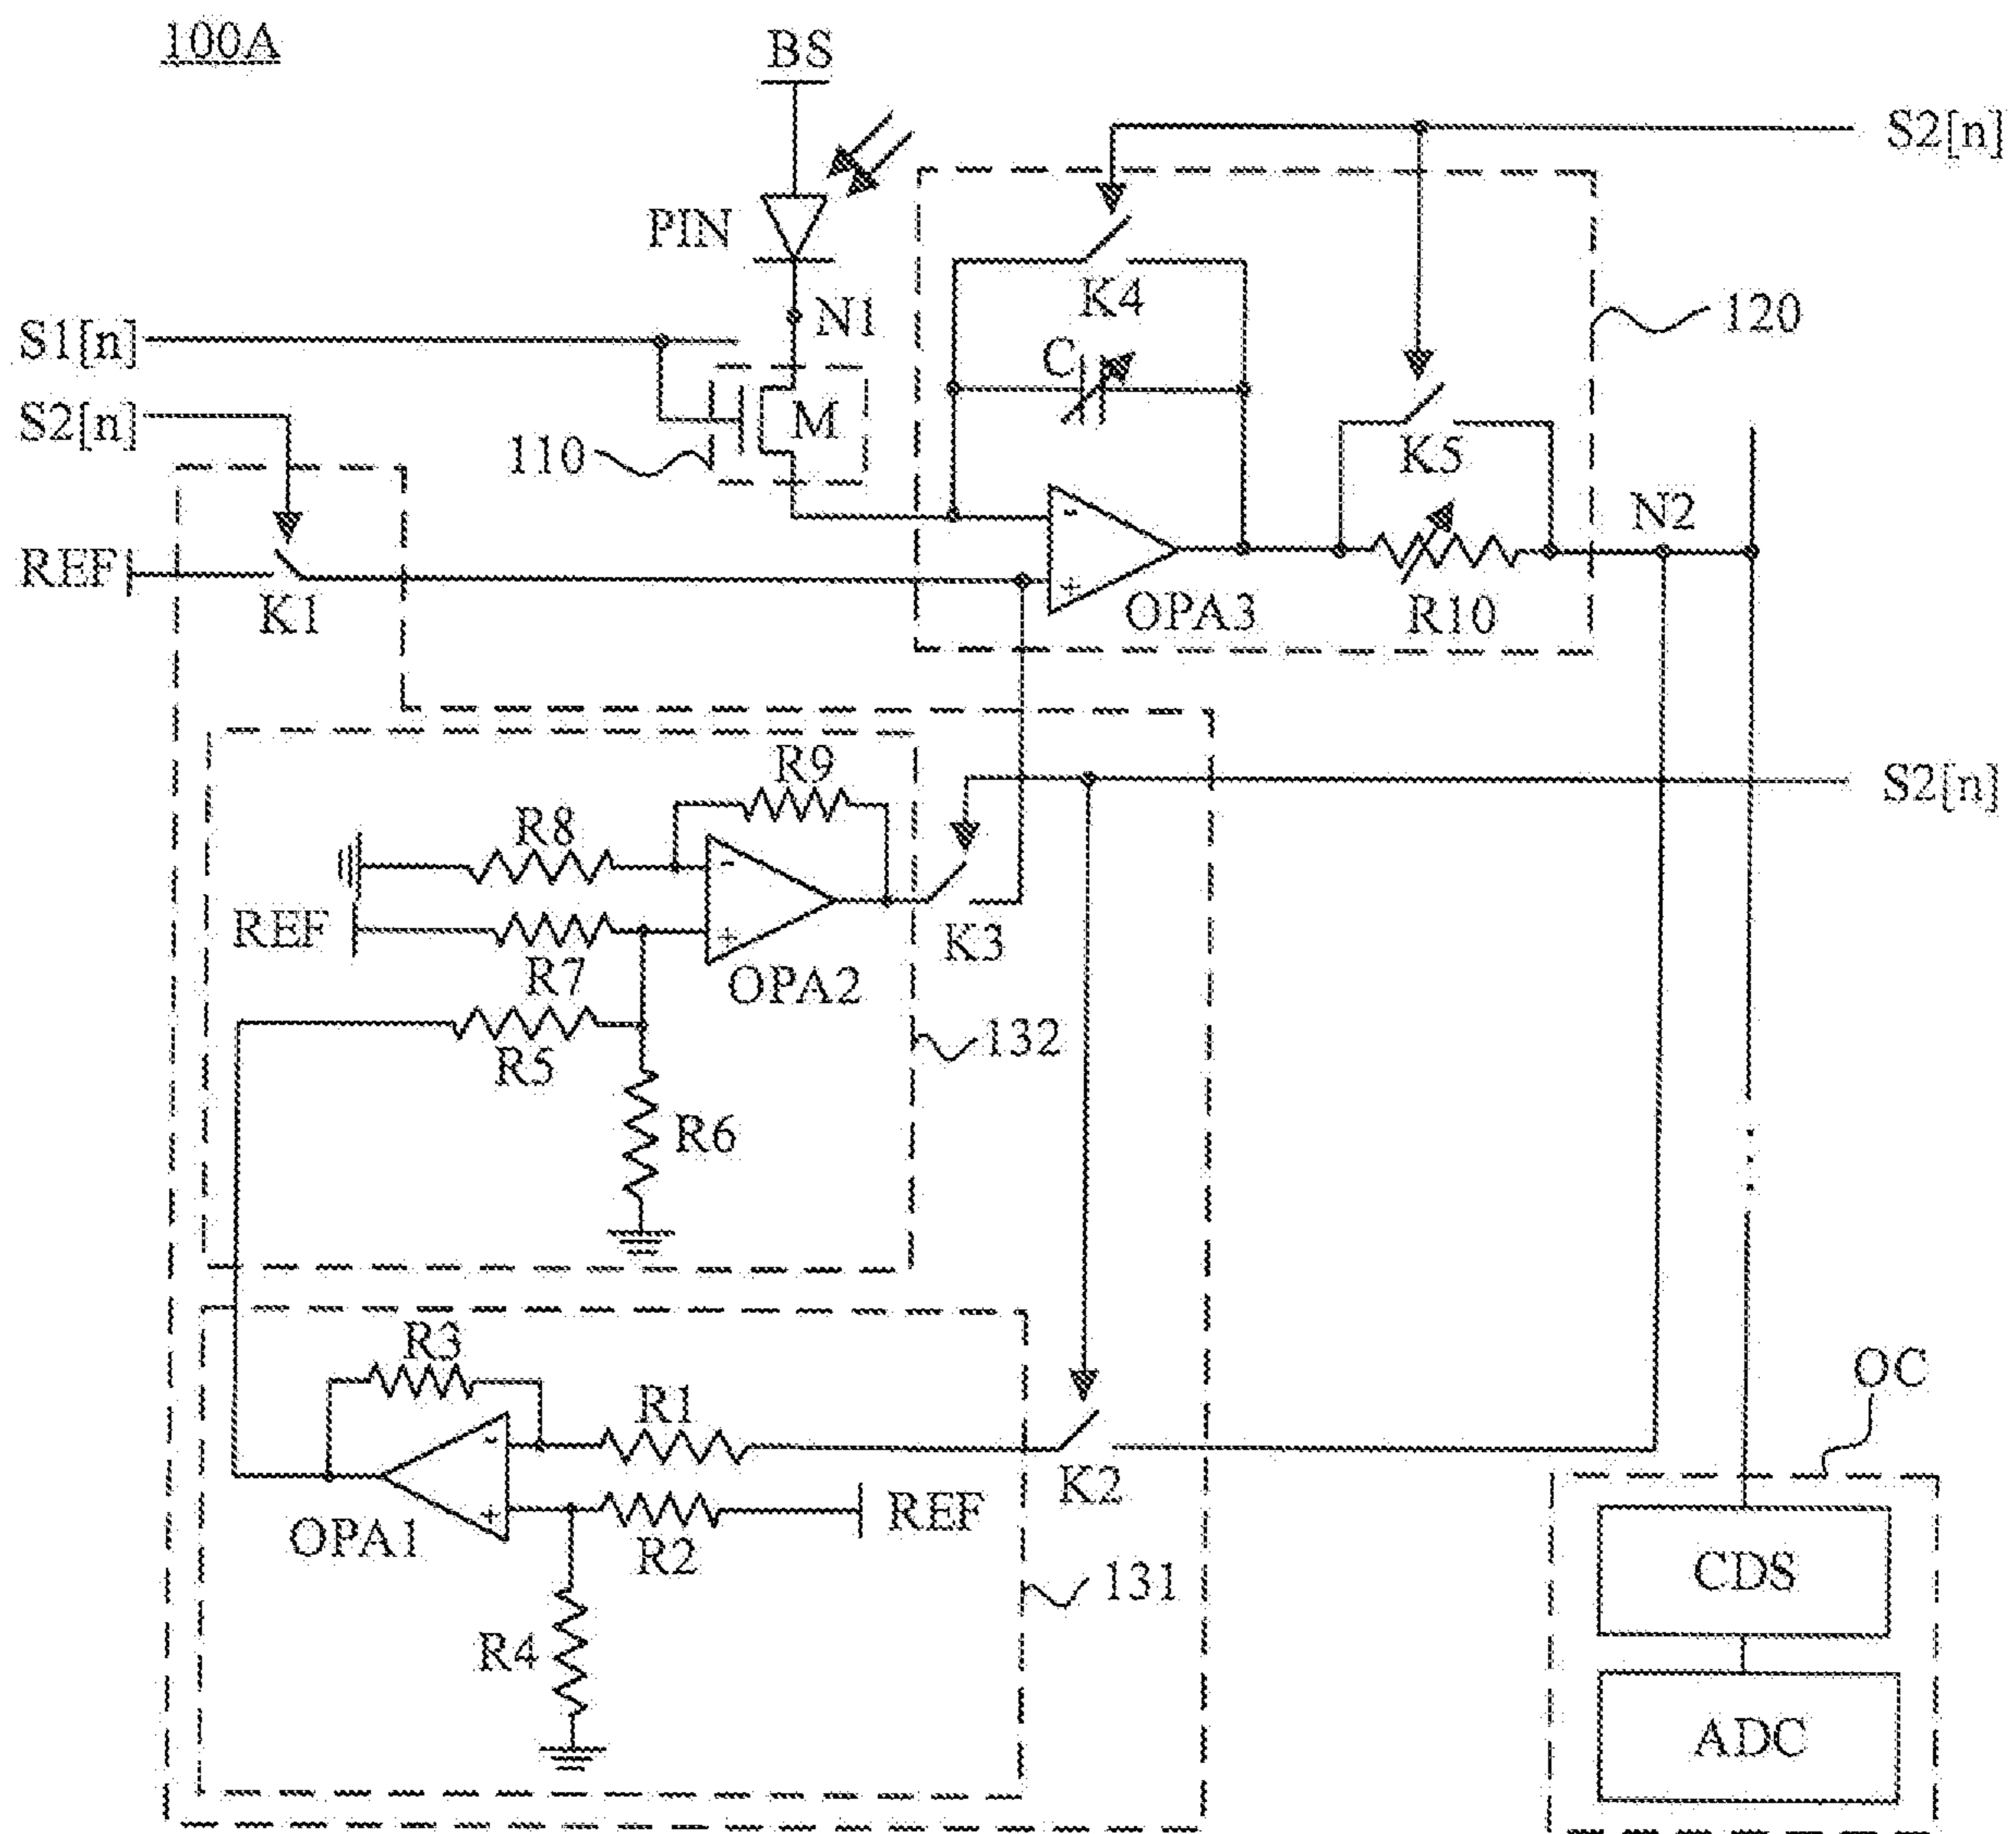 100A
BS
S2[n]
PIN
K4
N1
120
S1[n]
C
S2[n]
M
110
K5
N2
-
REF
+
K1
OPA3
R10
R9
S2[n]
R8
-
REF
+
K3
R7
OPA2
R5
132
R6
R3
OC
R1
-
K2
+
REF
OPA1
R2
CDS
131
R4
ADC